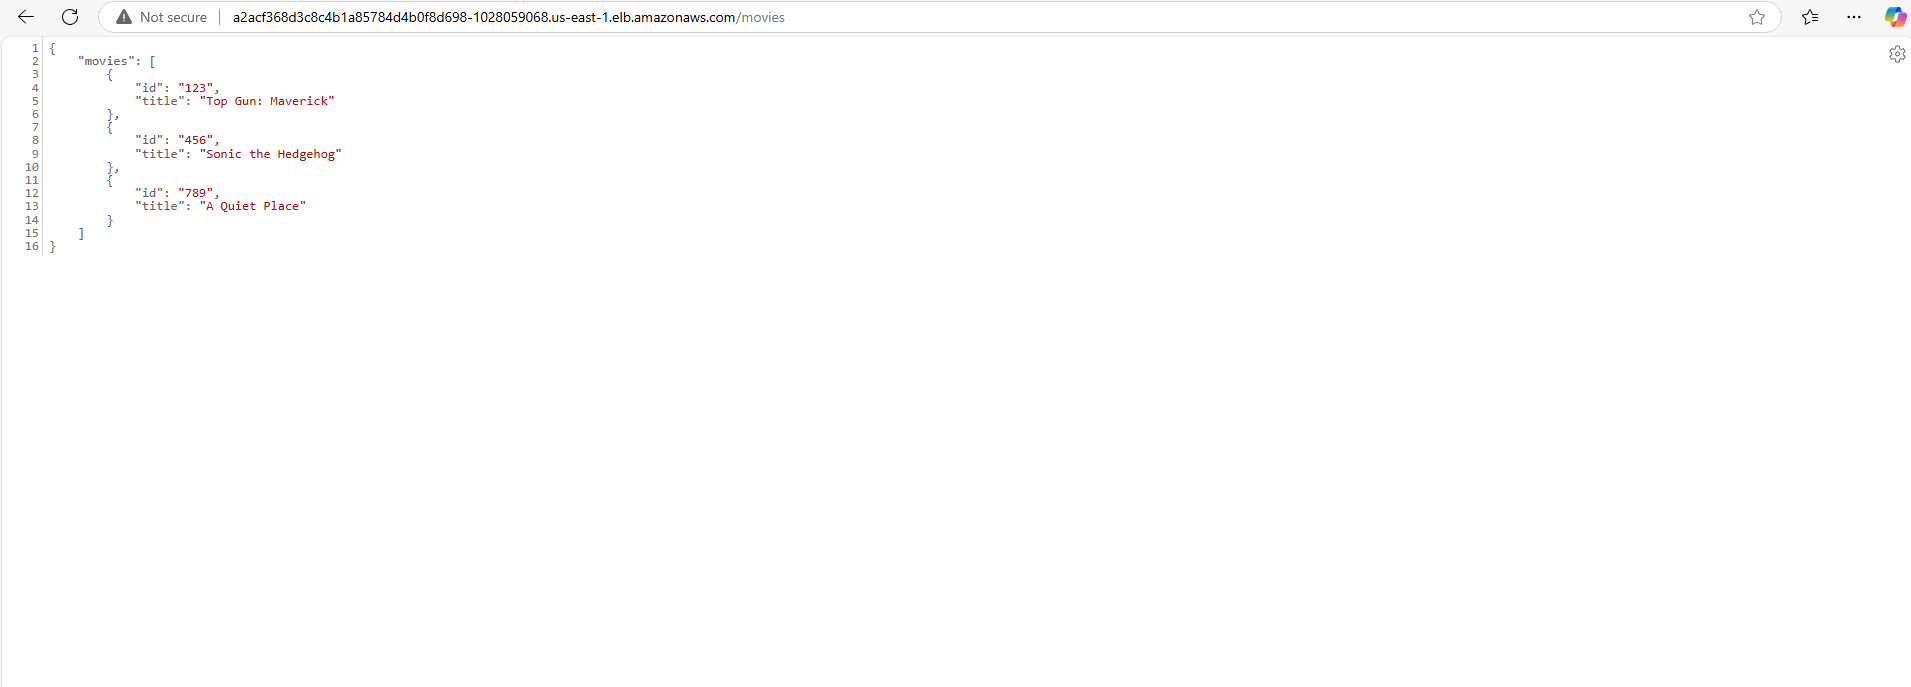 Not secure a2acf368d3c8c4b1a85784d4b0f8d698-1028059068.us-east-1.elb.amazonaws.com/movies
1 {
2 "movies": [
3 {
4 "id": "123",
5 "title": "Top Gun: Maverick"
6 },
7 {
8 "id": "456",
9 "title": "Sonic the Hedgehog"
10 },
11 {
12 "id": "789",
13 "title": "A Quiet Place"
14 }
15 ]
16 }